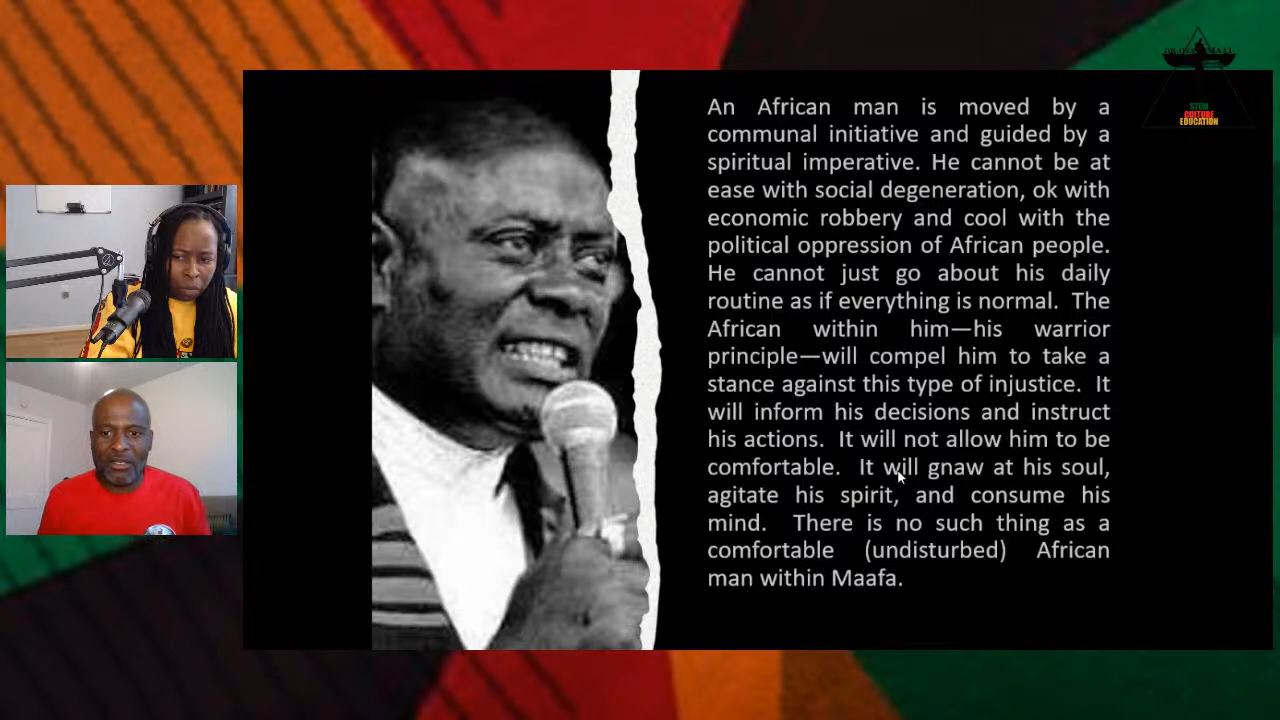 An African man is moved by a
communal initiative and guided by a
spiritual imperative. He cannot be at
ease with social degeneration, ok with
economic robbery and cool with the
political oppression of African people.
He cannot just go about his daily
routine as if everything is normal. The
African within him—his warrior
principle—will compel him to take a
stance against this type of injustice. It
will inform his decisions and instruct
his actions. It will not allow him to be
comfortable. It will gnaw at his soul,
agitate his spirit, and consume his
mind. There is no such thing as a
comfortable (undisturbed) African
man within Maafa.
STEM
CULTURE
EDUCATION